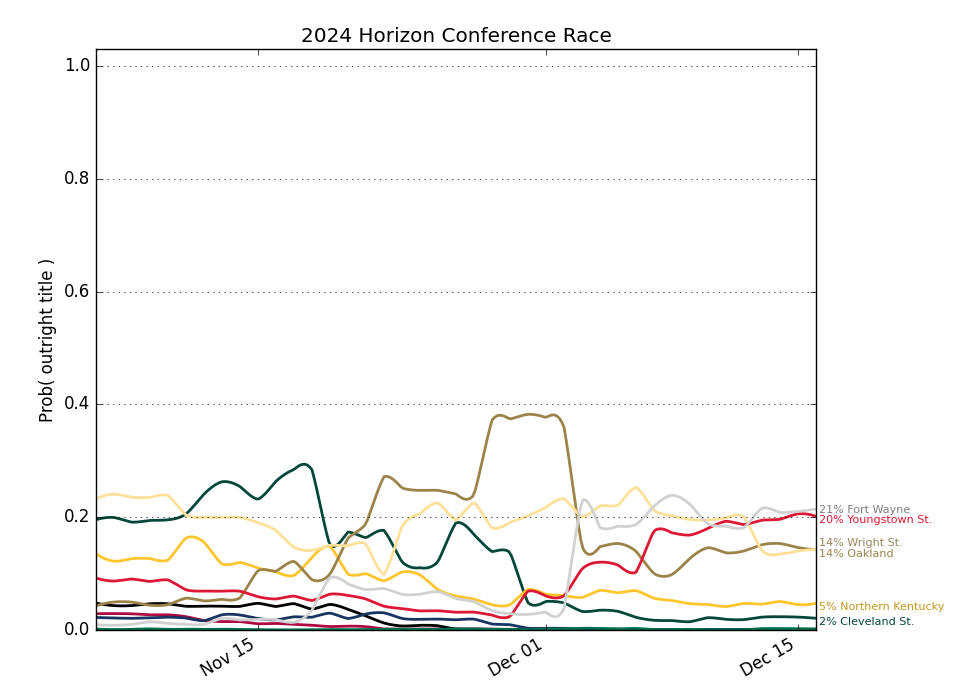 2024 Horizon Conference Race
Prob( outright title )
1.0
0.8
0.6
0.4
0.2
0.0
21% Fort Wayne
20% Youngstown St.
14% Wright St.
14% Oakland
5% Northern Kentucky
2% Cleveland St.
Nov 15
Dec 01
Dec 15